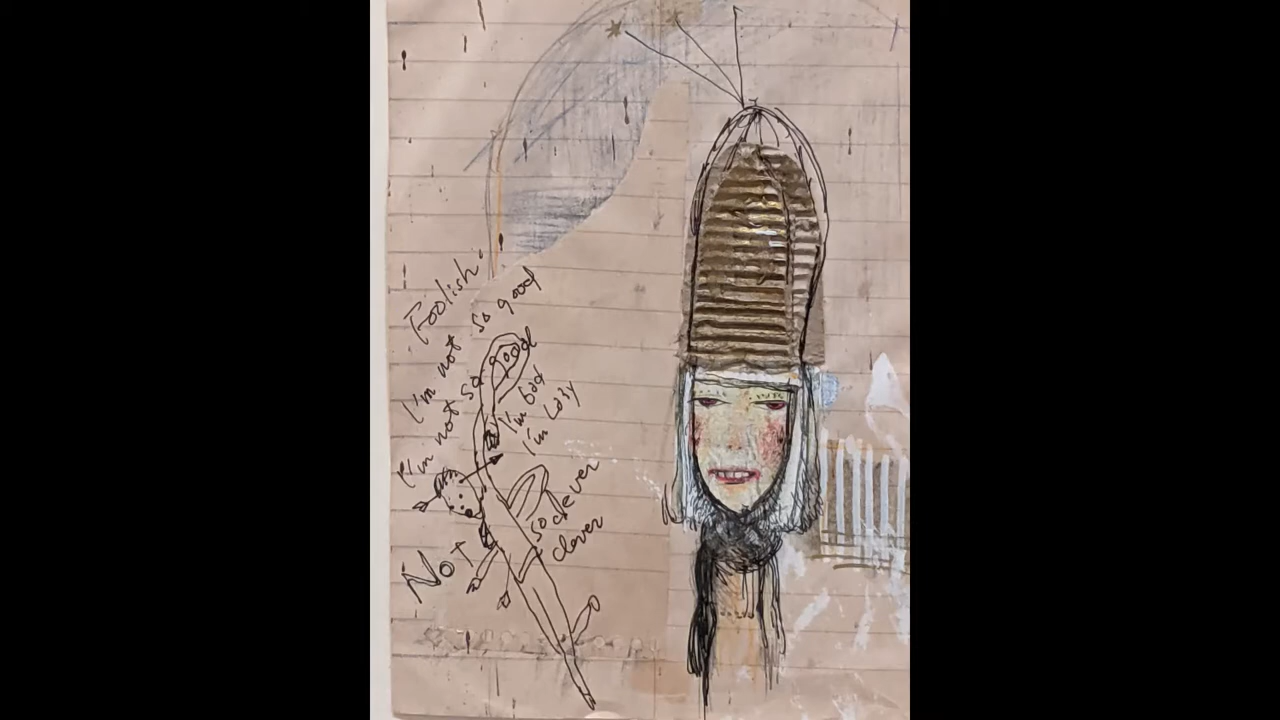 Foolish.
I'm not so good
I'm not so good
I'm bad
I'm lazy
Not so clever
clever